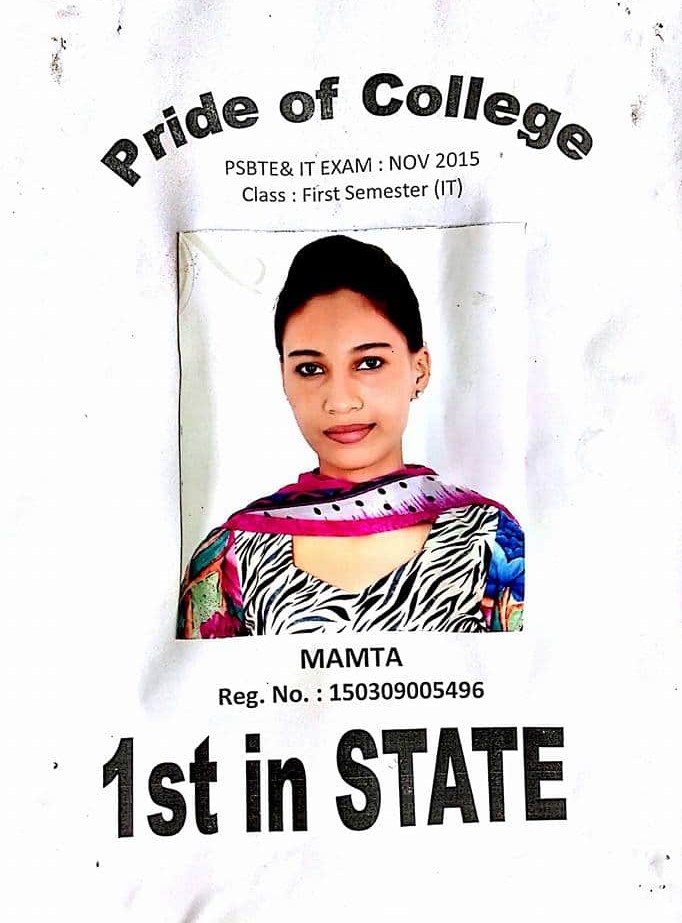 Pride of College
PSBTE& IT EXAM : NOV 2015
Class : First Semester (IT)
MAMTA
Reg. No. : 150309005496
1st in STATE